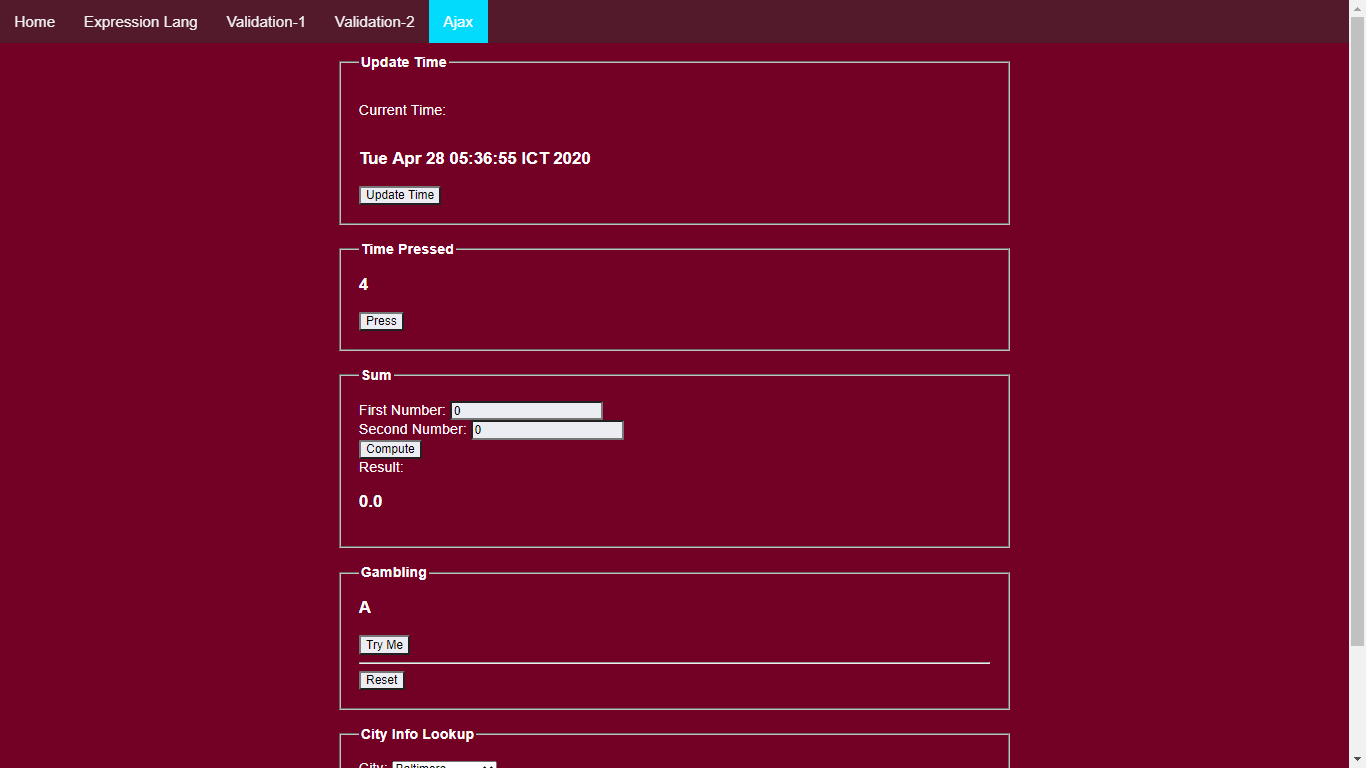 Home Expression Lang Validation-1 Validation-2 Ajax
Update Time
Current Time:
Tue Apr 28 05:36:55 ICT 2020
Update Time
Time Pressed
4
Press
Sum
First Number: 0
Second Number: 0
Compute
Result:
0.0
Gambling
A
Try Me
Reset
City Info Lookup
City: Baltimore